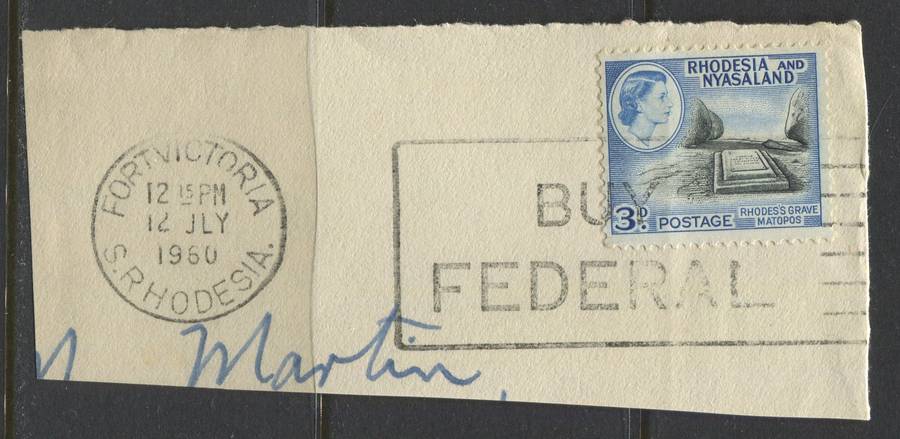 FORT VICTORIA
12 15 PM
12 JLY
1960
S. RHODESIA.
BUY
FEDERAL
RHODESIA AND
NYASALAND
3D. POSTAGE
RHODES'S GRAVE
MATOPOS
Martin,